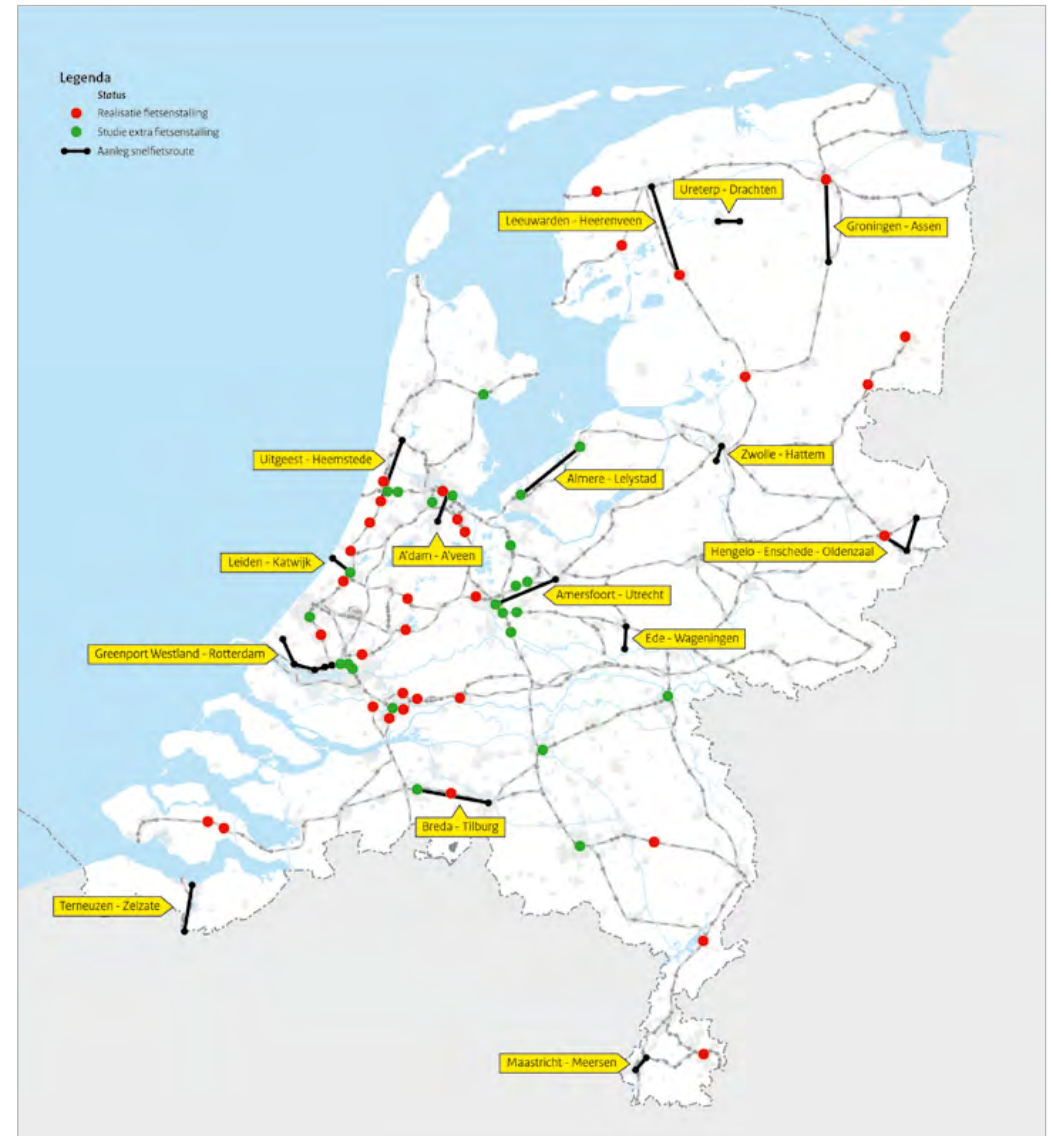 Legenda
Status
Realisatie fietsenstalling
Studie extra fietsenstalling
Aanleg snelfietsroute
Ureterp - Drachten
Leeuwarden - Heerenveen
Groningen - Assen
Uitgeest - Heemstede
Zwolle - Hattem
Almere - Lelystad
Hengelo - Enschede - Oldenzaal
A'dam - A'veen
Leiden - Katwijk
Amersfoort - Utrecht
Ede - Wageningen
Greenport Westland - Rotterdam
Breda - Tilburg
Terneuzen - Zelzate
Maastricht - Meersen